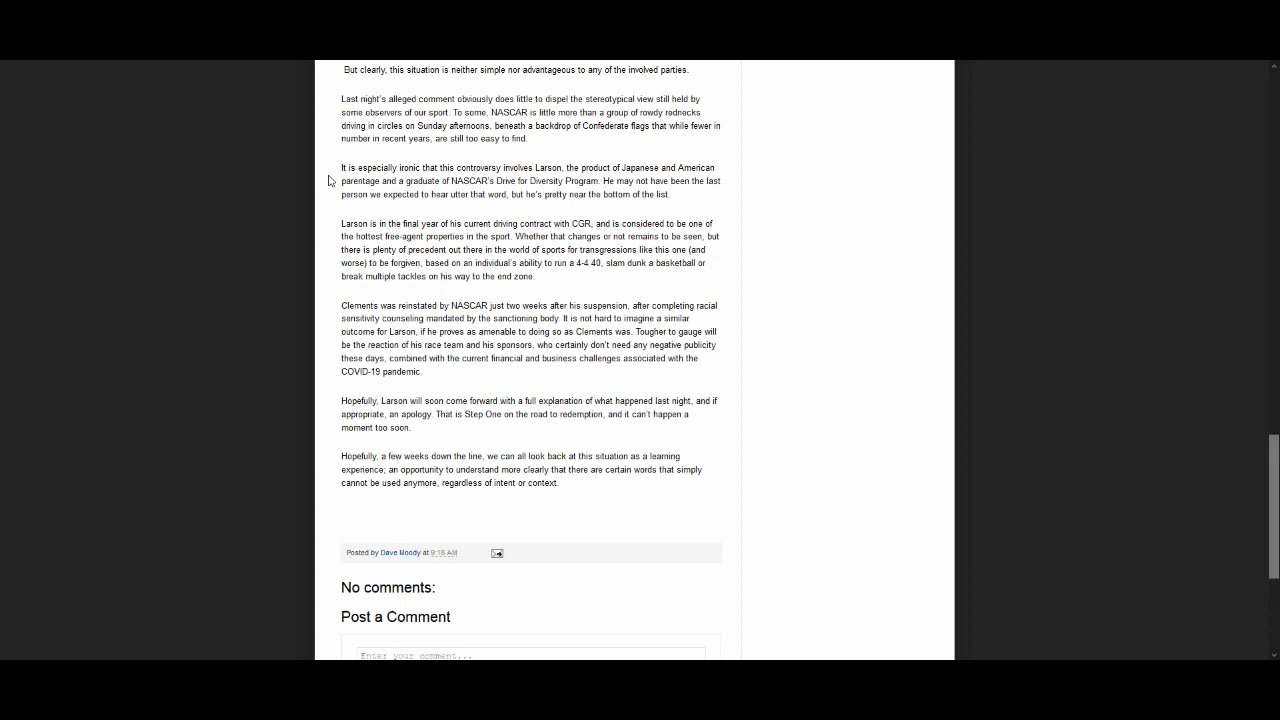 But clearly, this situation is neither simple nor advantageous to any of the involved parties.
Last night's alleged comment obviously does little to dispel the stereotypical view still held by
some observers of our sport. To some, NASCAR is little more than a group of rowdy rednecks
driving in circles on Sunday afternoons, beneath a backdrop of Confederate flags that while fewer in
number in recent years, are still too easy to find.
It is especially ironic that this controversy involves Larson, the product of Japanese and American
parentage and a graduate of NASCAR's Drive for Diversity Program. He may not have been the last
person we expected to hear utter that word, but he's pretty near the bottom of the list.
Larson is in the final year of his current driving contract with CGR, and is considered to be one of
the hottest free-agent properties in the sport. Whether that changes or not remains to be seen, but
there is plenty of precedent out there in the world of sports for transgressions like this one (and
worse) to be forgiven, based on an individual's ability to run a 4-4 40, slam dunk a basketball or
break multiple tackles on his way to the end zone.
Clements was reinstated by NASCAR just two weeks after his suspension, after completing racial
sensitivity counseling mandated by the sanctioning body. It is not hard to imagine a similar
outcome for Larson, if he proves as amenable to doing so as Clements was. Tougher to gauge will
be the reaction of his race team and his sponsors, who certainly don't need any negative publicity
these days, combined with the current financial and business challenges associated with the
COVID-19 pandemic.
Hopefully, Larson will soon come forward with a full explanation of what happened last night, and if
appropriate, an apology. That is Step One on the road to redemption, and it can't happen a
moment too soon.
Hopefully, a few weeks down the line, we can all look back at this situation as a learning
experience; an opportunity to understand more clearly that there are certain words that simply
cannot be used anymore, regardless of intent or context.
Posted by Dave Moody at 9:18 AM
No comments:
Post a Comment
Enter your comment...